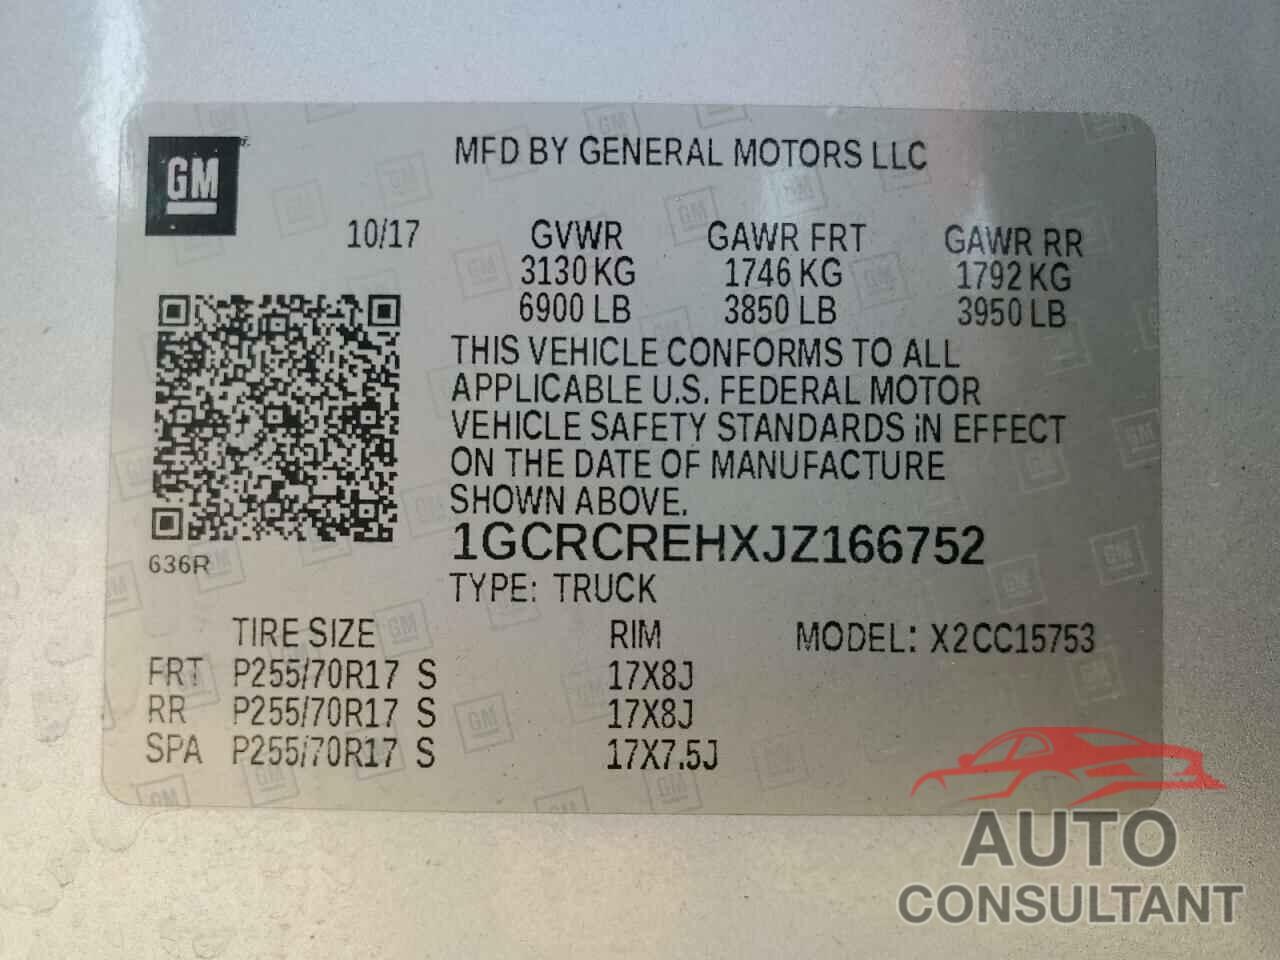 GM
MFD BY GENERAL MOTORS LLC
10/17
GVWR GAWR FRT GAWR RR
3130 KG 1746 KG 1792 KG
6900 LB 3850 LB 3950 LB
THIS VEHICLE CONFORMS TO ALL
APPLICABLE U.S. FEDERAL MOTOR
VEHICLE SAFETY STANDARDS iN EFFECT
ON THE DATE OF MANUFACTURE
SHOWN ABOVE.
1GCRCREHXJZ166752
636R
TYPE: TRUCK
TIRE SIZE RIM MODEL: X2CC15753
FRT P255/70R17 S 17X8J
RR P255/70R17 S 17X8J
SPA P255/70R17 S 17X7.5J
AUTO
CONSULTANT